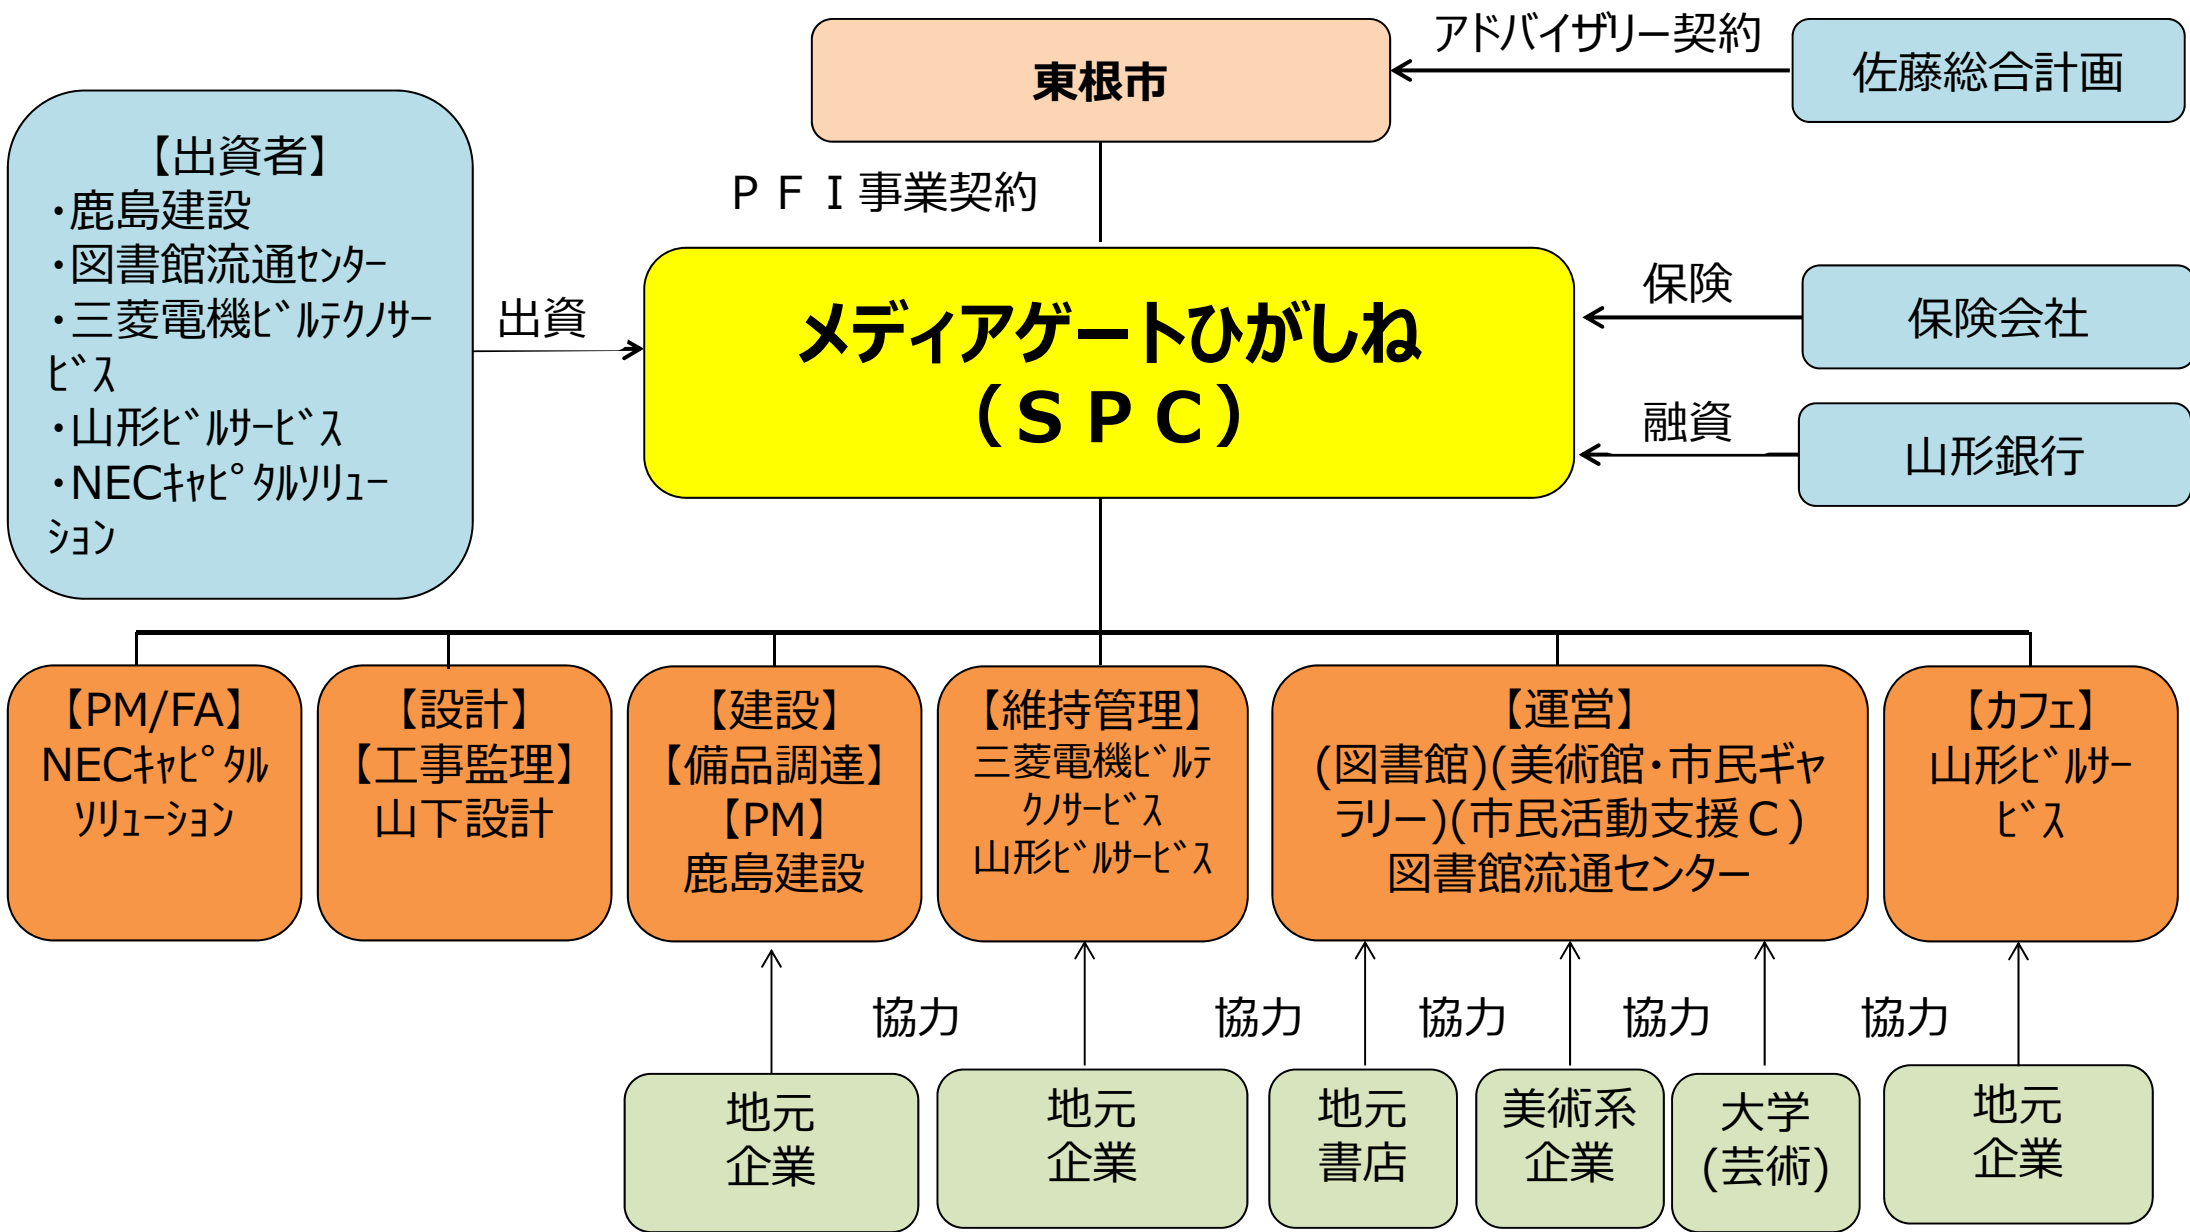 アドバイザリー契約
東根市
佐藤総合計画
【出資者】
・鹿島建設
・図書館流通センター
・三菱電機ﾋﾞﾙﾃｸﾉｻｰ
ﾋﾞｽ
・山形ﾋﾞﾙｻｰﾋﾞｽ
・NECｷｬﾋﾟﾀﾙｿﾘｭｰ
ｼｮﾝ
ＰＦＩ事業契約
出資
メディアゲートひがしね
（ＳＰＣ）
保険
保険会社
融資
山形銀行
【PM/FA】
NECｷｬﾋﾟﾀﾙ
ｿﾘｭｰｼｮﾝ
【設計】
【工事監理】
山下設計
【建設】
【備品調達】
【PM】
鹿島建設
【維持管理】
三菱電機ﾋﾞﾙﾃ
ｸﾉｻｰﾋﾞｽ
山形ﾋﾞﾙｻｰﾋﾞｽ
【運営】
(図書館)(美術館・市民ギャ
ラリー)(市民活動支援Ｃ)
図書館流通センター
【カフェ】
山形ﾋﾞﾙｻｰ
ﾋﾞｽ
協力
協力
協力
協力
協力
地元
企業
地元
企業
地元
書店
美術系
企業
大学
(芸術)
地元
企業